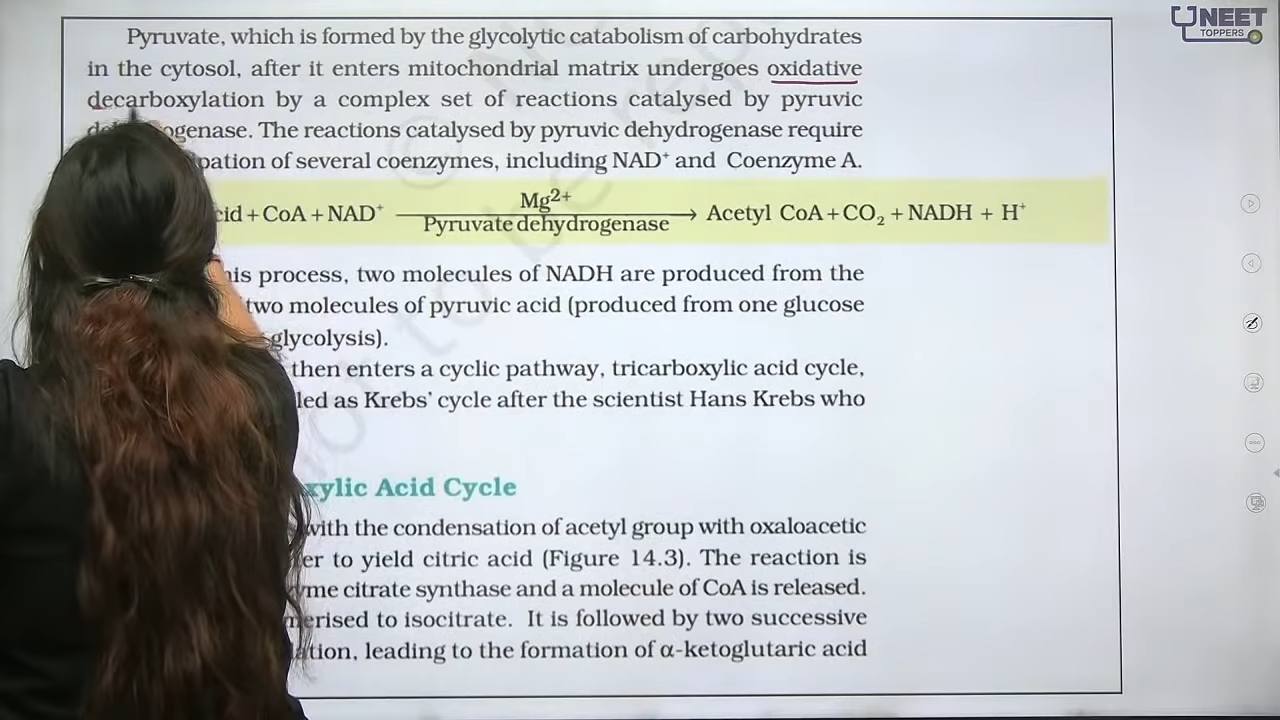 NEET
TOPPERS
Pyruvate, which is formed by the glycolytic catabolism of carbohydrates
in the cytosol, after it enters mitochondrial matrix undergoes oxidative
decarboxylation by a complex set of reactions catalysed by pyruvic
ogenase. The reactions catalysed by pyruvic dehydrogenase require
pation of several coenzymes, including NAD⁺ and Coenzyme A.
cid + CoA + NAD⁺ Mg²⁺ Pyruvate dehydrogenase → Acetyl CoA + CO₂ + NADH + H⁺
his process, two molecules of NADH are produced from the
two molecules of pyruvic acid (produced from one glucose
glycolysis).
then enters a cyclic pathway, tricarboxylic acid cycle,
led as Krebs' cycle after the scientist Hans Krebs who
xylic Acid Cycle
with the condensation of acetyl group with oxaloacetic
er to yield citric acid (Figure 14.3). The reaction is
yme citrate synthase and a molecule of CoA is released.
merised to isocitrate. It is followed by two successive
lation, leading to the formation of α-ketoglutaric acid